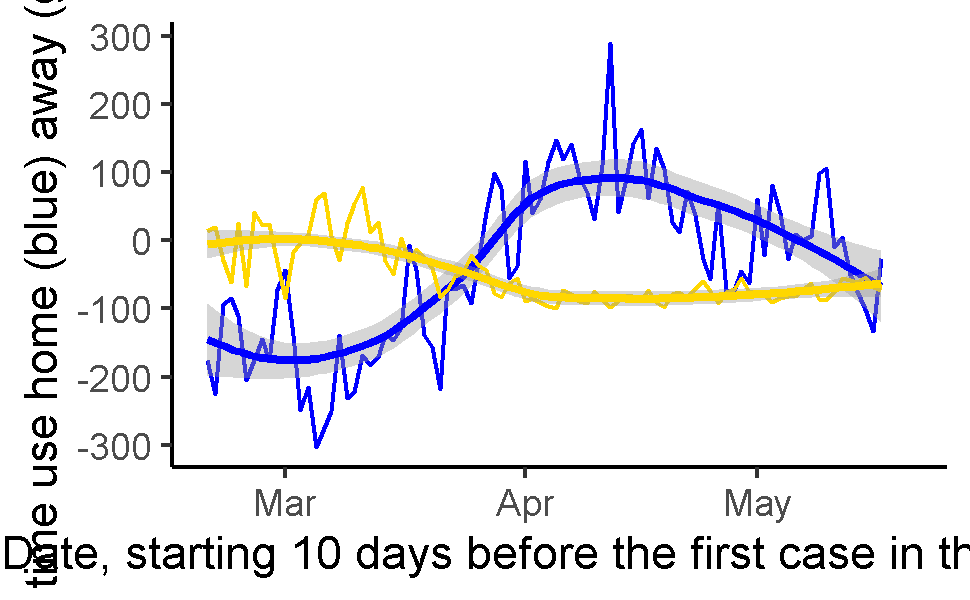 time use home (blue) away (
300
200
100
0
-100
-200
-300
Mar Apr May
Date, starting 10 days before the first case in th